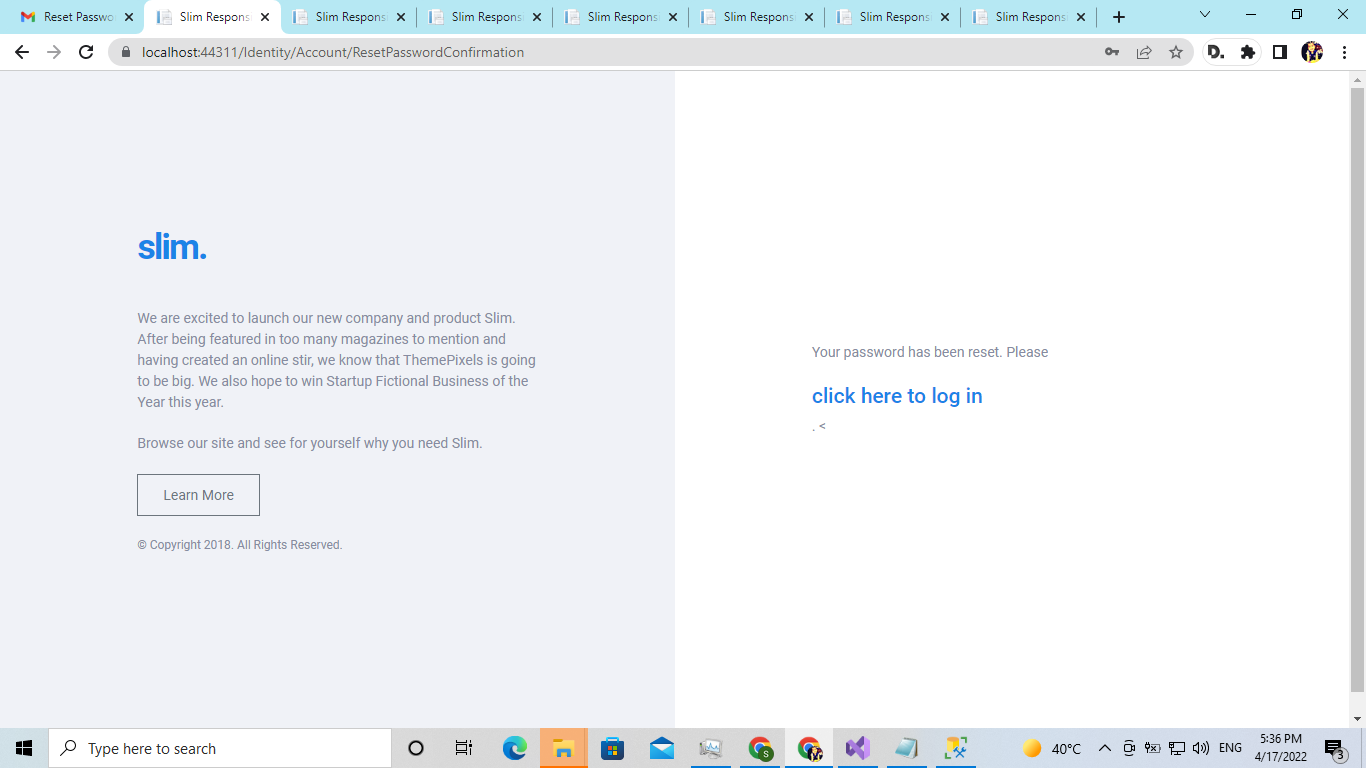 Reset Passwo
Slim Respons
Slim Respons
Slim Respons
Slim Respons
Slim Respons
Slim Respons
Slim Respons
localhost:44311/Identity/Account/ResetPasswordConfirmation
D.
slim.
We are excited to launch our new company and product Slim.
After being featured in too many magazines to mention and
having created an online stir, we know that ThemePixels is going
to be big. We also hope to win Startup Fictional Business of the
Year this year.
Browse our site and see for yourself why you need Slim.
Learn More
© Copyright 2018. All Rights Reserved.
Your password has been reset. Please
click here to log in
. <
Type here to search
S
40°C
ENG
5:36 PM
4/17/2022
3